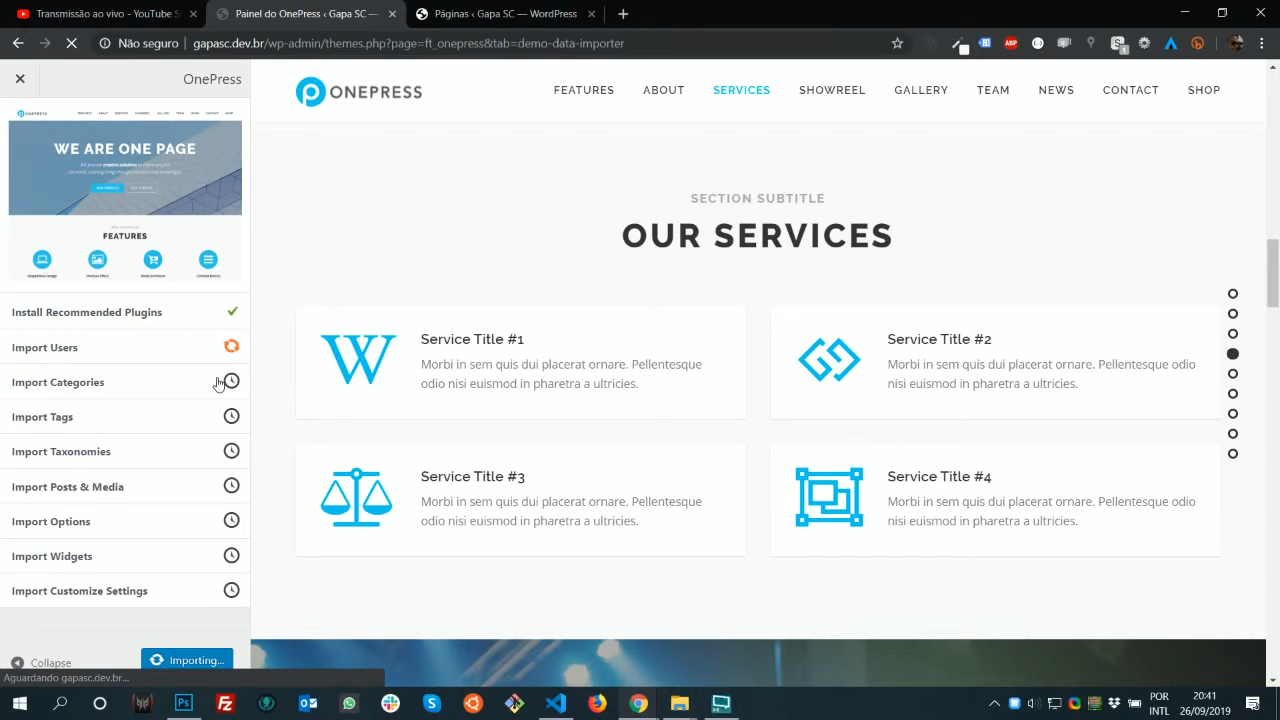 Transmissão ao vivo - YouTube S
Painel do OnePress ‹ Gapa SC —
Páginas ‹ Gapa SC — WordPress
Não seguro
gapasc.dev.br/wp-admin/themes.php?page=ft_onepress&tab=demo-data-importer
ABP
OnePress
ONEPRESS
FEATURES
ABOUT
SERVICES
SHOWREEL
GALLERY
TEAM
NEWS
CONTACT
SHOP
WE ARE ONE PAGE
FEATURES
Install Recommended Plugins
Import Users
Import Categories
Import Tags
Import Taxonomies
Import Posts & Media
Import Options
Import Widgets
Import Customize Settings
Collapse
Importing...
Aguardando gapasc.dev.br...
SECTION SUBTITLE
OUR SERVICES
Service Title #1
Morbi in sem quis dui placerat ornare. Pellentesque
odio nisi euismod in pharetra a ultricies.
Service Title #2
Morbi in sem quis dui placerat ornare. Pellentesque odio
nisi euismod in pharetra a ultricies.
Service Title #3
Morbi in sem quis dui placerat ornare. Pellentesque
odio nisi euismod in pharetra a ultricies.
Service Title #4
Morbi in sem quis dui placerat ornare. Pellentesque odio
nisi euismod in pharetra a ultricies.
POR
INTL
20:41
26/09/2019